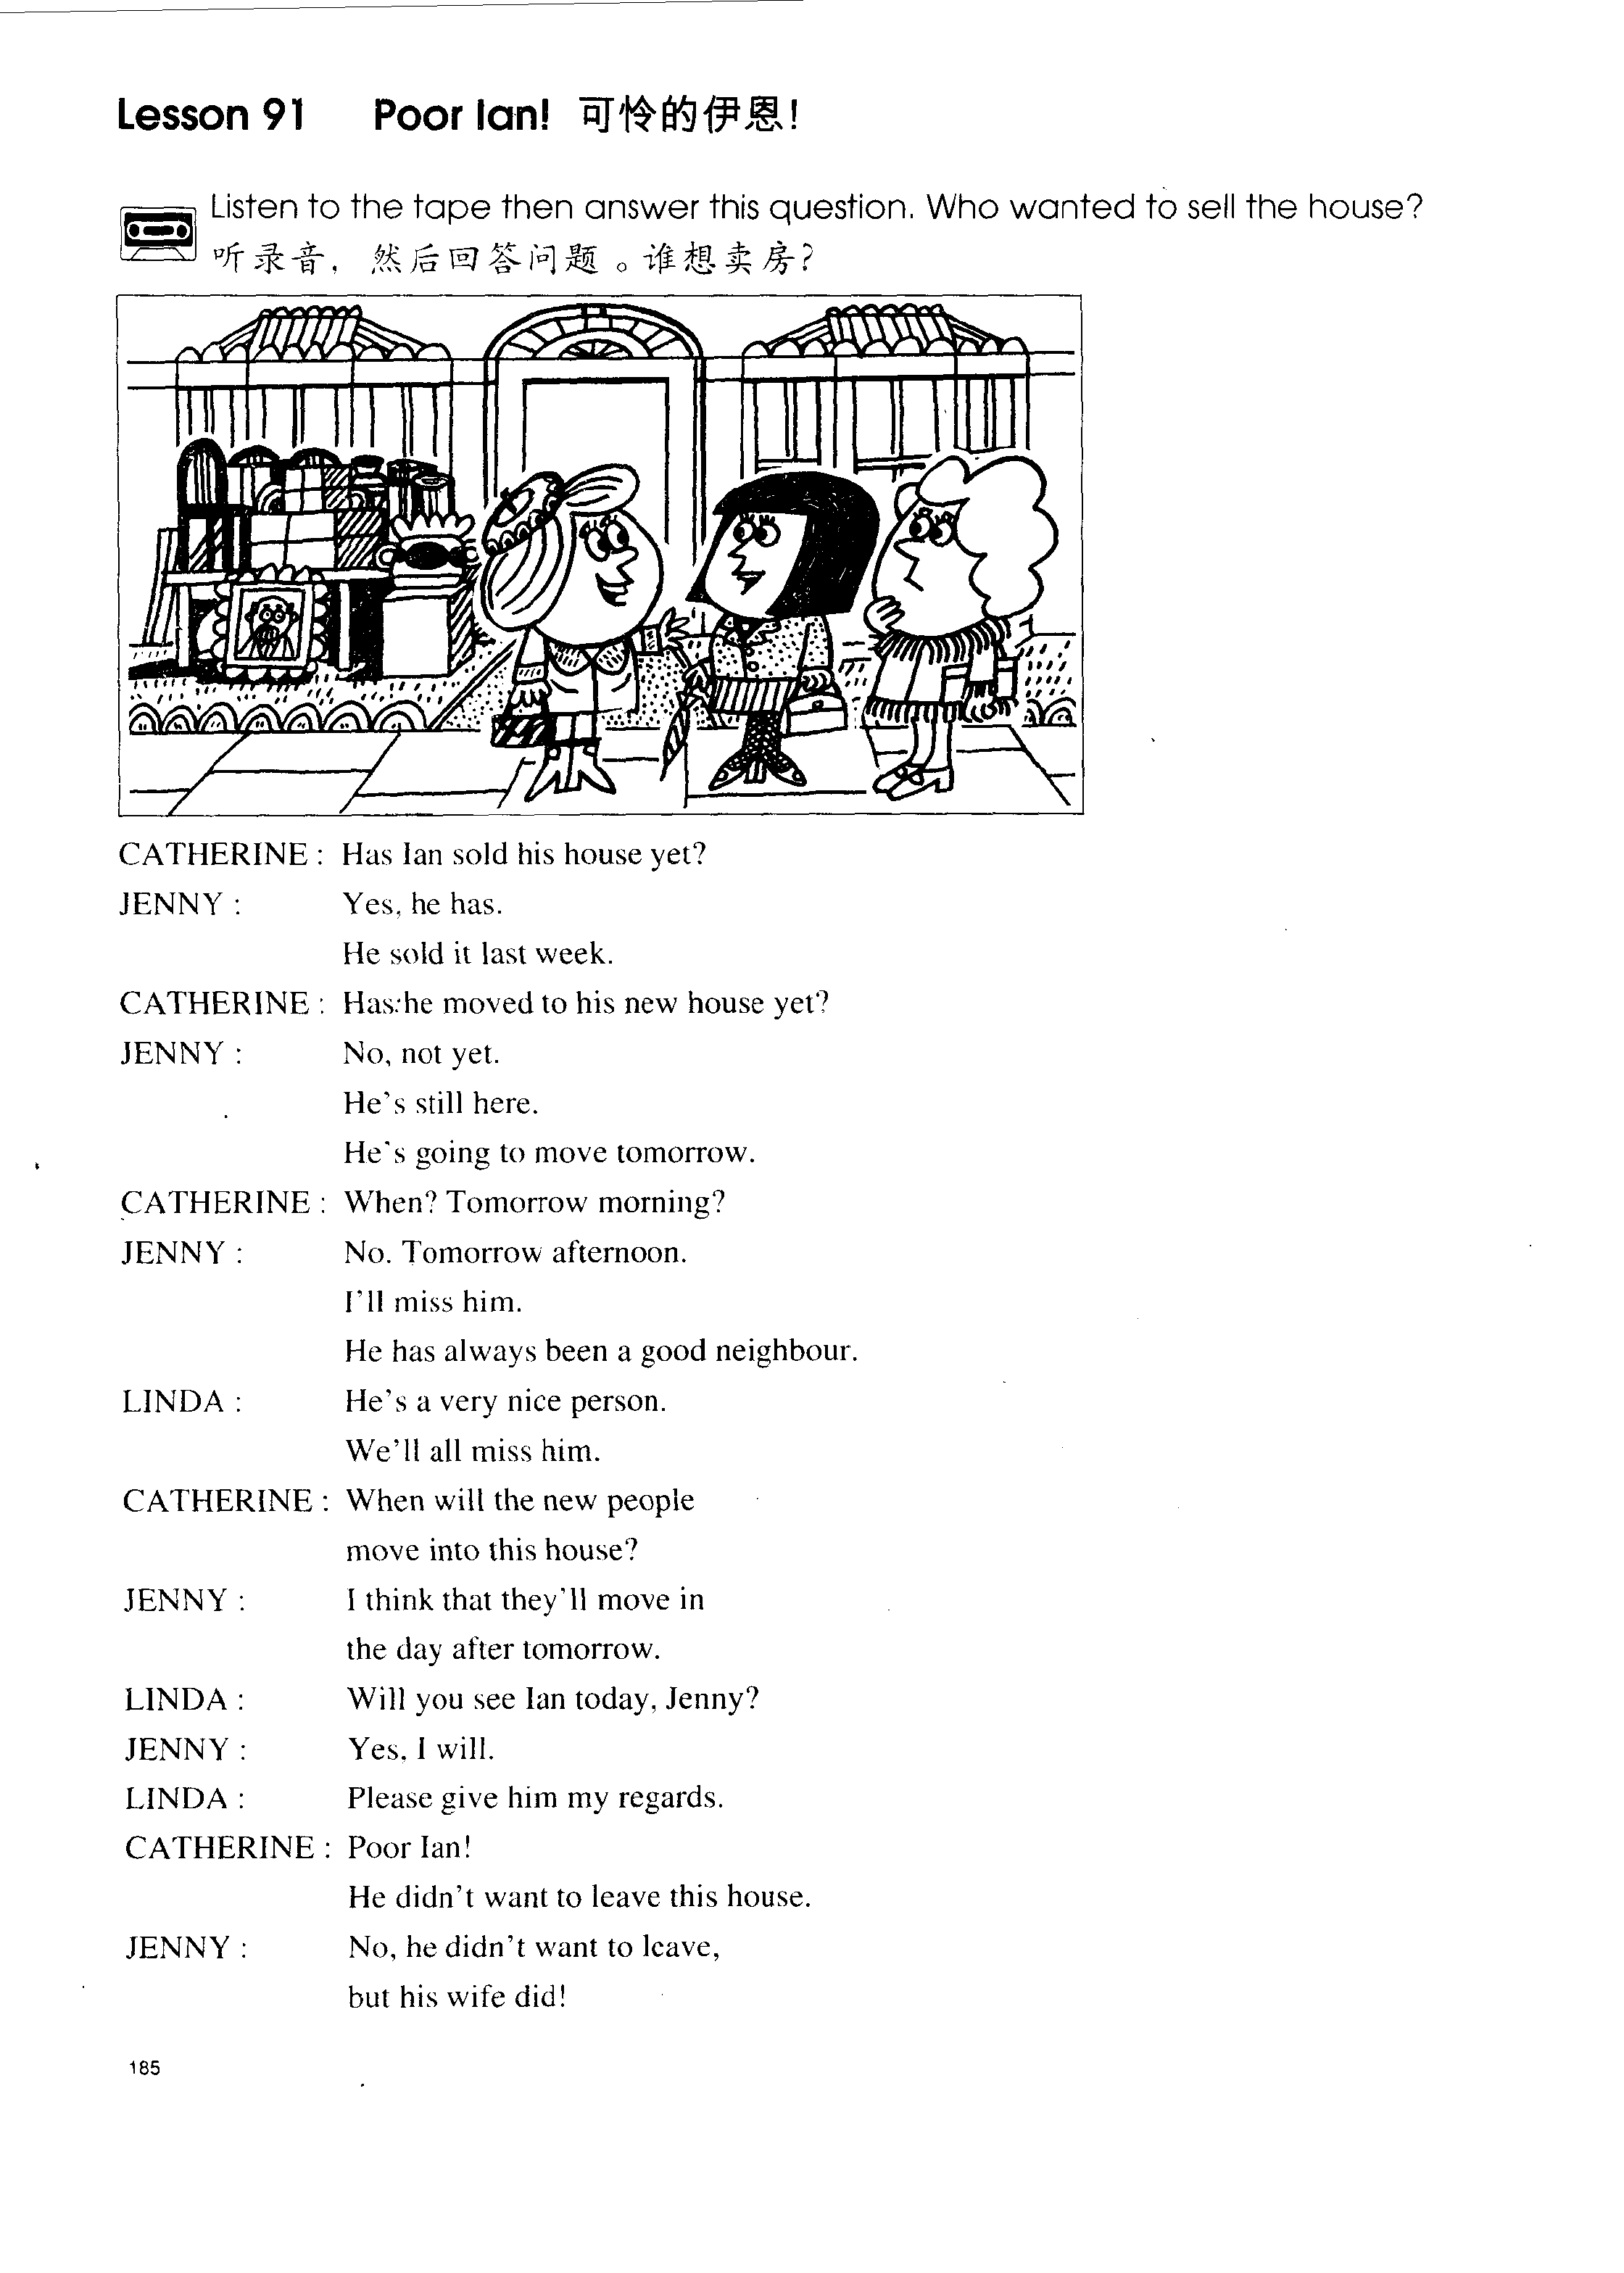 Lesson 91 Poor Ian! 可怜的伊恩!
Listen to the tape then answer this question. Who wanted to sell the house?
听录音, 然后回答问题。谁想卖房?
CATHERINE : Has Ian sold his house yet?
JENNY : Yes, he has.
He sold it last week.
CATHERINE : Has he moved to his new house yet?
JENNY : No, not yet.
He's still here.
He's going to move tomorrow.
CATHERINE : When? Tomorrow morning?
JENNY : No. Tomorrow afternoon.
I'll miss him.
He has always been a good neighbour.
LINDA : He's a very nice person.
We'll all miss him.
CATHERINE : When will the new people
move into this house?
JENNY : I think that they'll move in
the day after tomorrow.
LINDA : Will you see Ian today, Jenny?
JENNY : Yes, I will.
LINDA : Please give him my regards.
CATHERINE : Poor Ian!
He didn't want to leave this house.
JENNY : No, he didn't want to leave,
but his wife did!
185